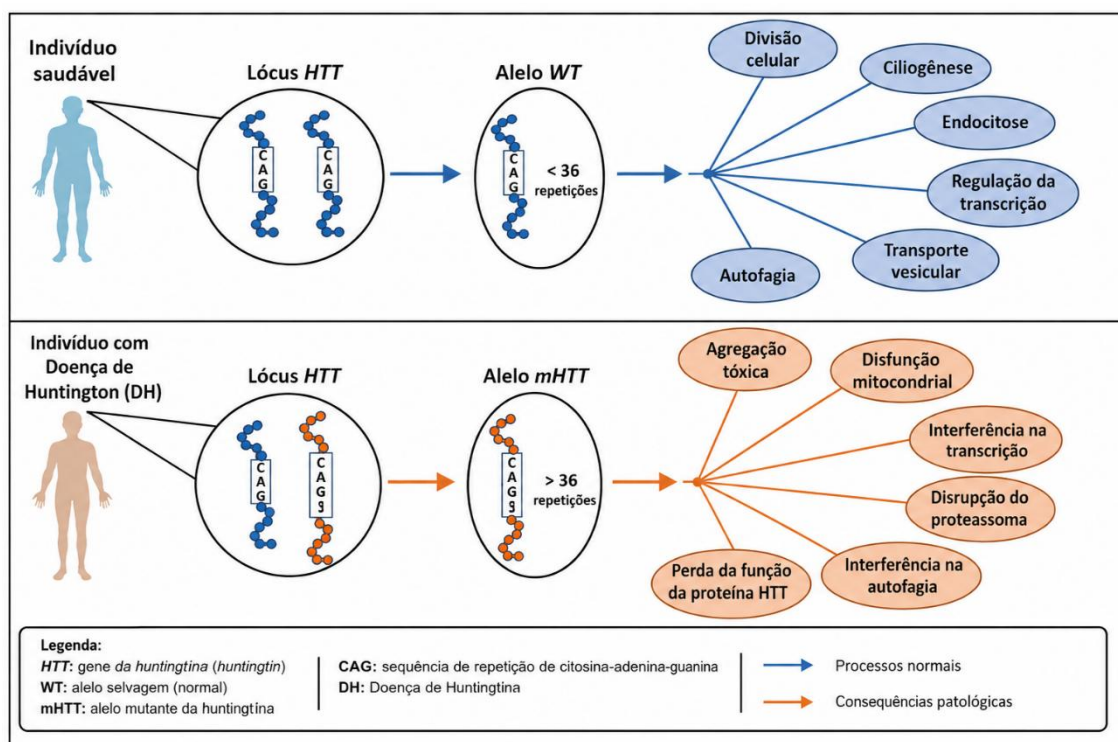 Indivíduo
saudável
Lócus HTT
CAG
CAG
Alelo WT
CAG
< 36
repetições
Divisão
celular
Ciliogênese
Endocitose
Regulação da
transcrição
Transporte
vesicular
Autofagia
Indivíduo com
Doença de
Huntington (DH)
Lócus HTT
CAG
CAGg
Alelo mHTT
CAGg
> 36
repetições
Agregação
tóxica
Disfunção
mitocondrial
Interferência na
transcrição
Disrupção do
proteassoma
Interferência na
autofagia
Perda da função
da proteína HTT
Legenda:
HTT: gene da huntingtina (huntingtin)
WT: alelo selvagem (normal)
mHTT: alelo mutante da huntingtína
CAG: sequência de repetição de citosina-adenina-guanina
DH: Doença de Huntingtina
Processos normais
Consequências patológicas